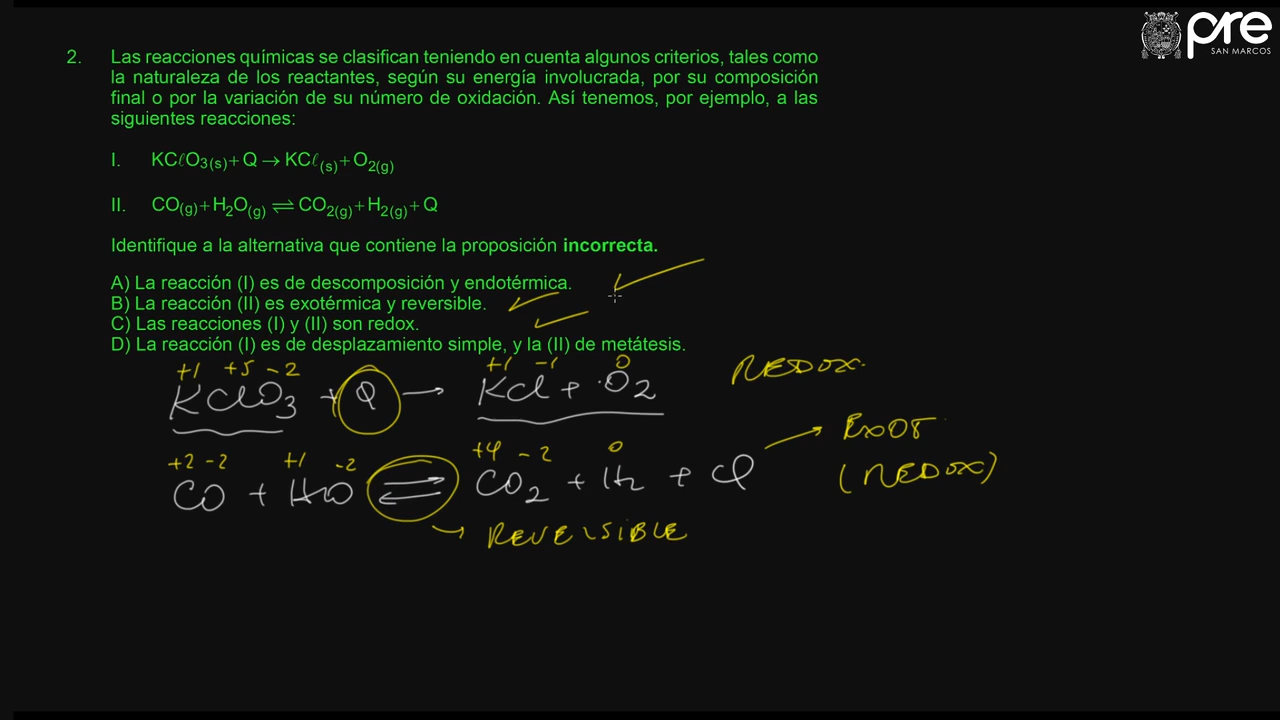 pre
SAN MARCOS
2. Las reacciones químicas se clasifican teniendo en cuenta algunos criterios, tales como
la naturaleza de los reactantes, según su energía involucrada, por su composición
final o por la variación de su número de oxidación. Así tenemos, por ejemplo, a las
siguientes reacciones:
I. KCℓO₃(s) + Q → KCℓ(s) + O₂(g)
II. CO(g) + H₂O(g) ⇌ CO₂(g) + H₂(g) + Q
Identifique a la alternativa que contiene la proposición incorrecta.
A) La reacción (I) es de descomposición y endotérmica.
B) La reacción (II) es exotérmica y reversible.
C) Las reacciones (I) y (II) son redox.
D) La reacción (I) es de desplazamiento simple, y la (II) de metátesis.
+1 +5 -2 +1 -1 0
KClO₃ + Q → KCl + O₂ REDOX.
+2 -2 +1 -2 +4 -2 0
CO + H₂O ⇌ CO₂ + H₂ + Q → EXOT
(REDOX)
→ REVERSIBLE